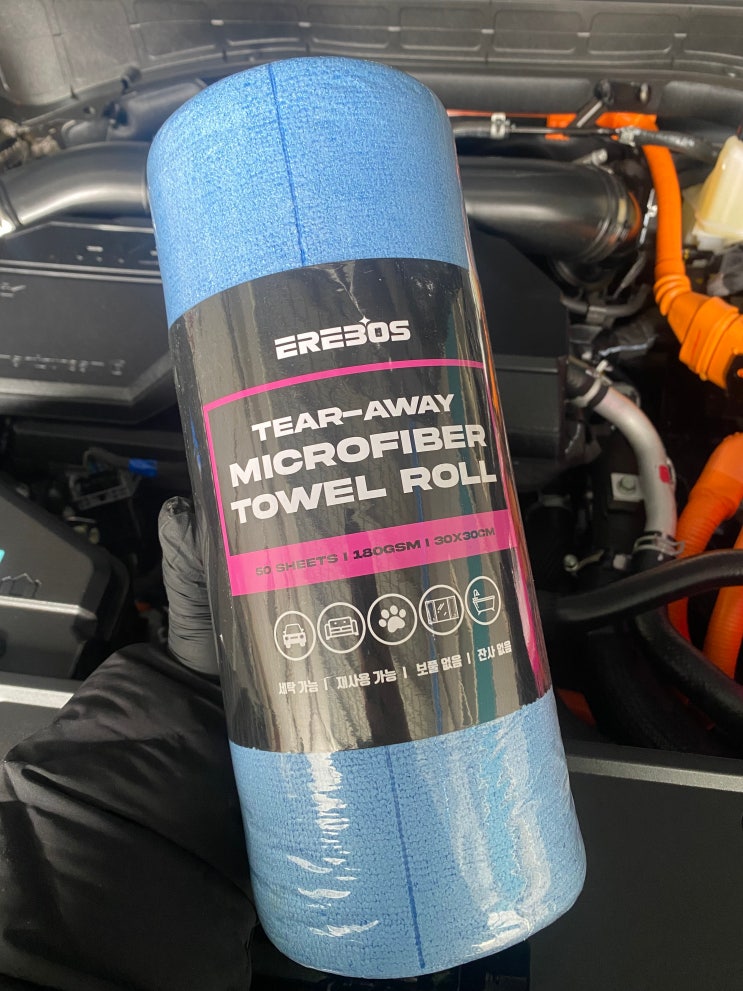 EREBOS
TEAR-AWAY
MICROFIBER
TOWEL ROLL
50 SHEETS | 180GSM | 30X30CM
세탁 가능 | 재사용 가능 | 보풀 없음 | 잔사 없음